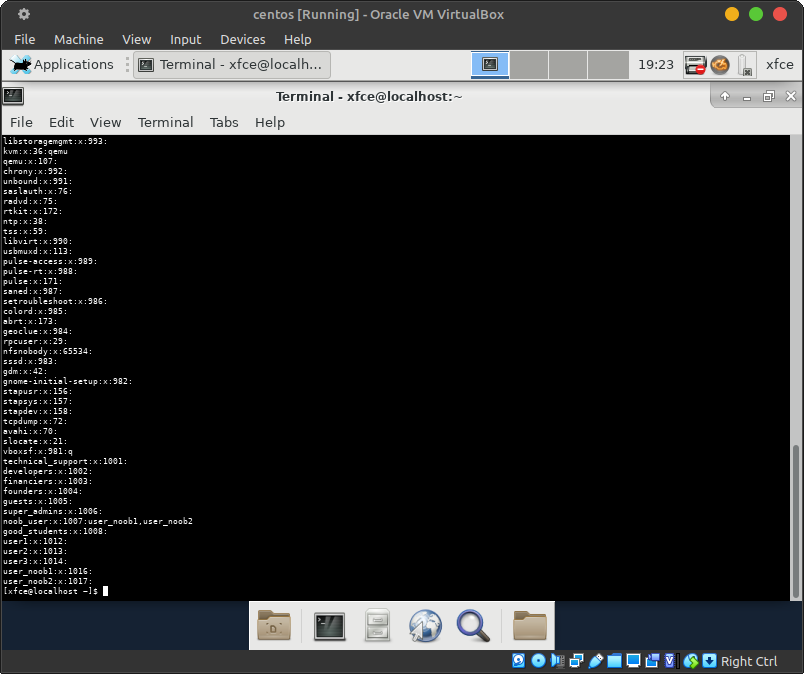 centos [Running] - Oracle VM VirtualBox
File Machine View Input Devices Help
Applications Terminal - xfce@localh... 19:23 xfce
Terminal - xfce@localhost:~
File Edit View Terminal Tabs Help
libstoragemgmt:x:993:
kvm:x:36:qemu
qemu:x:107:
chrony:x:992:
unbound:x:991:
saslauth:x:76:
radvd:x:75:
rtkit:x:172:
ntp:x:38:
tss:x:59:
libvirt:x:990:
usbmuxd:x:113:
pulse-access:x:989:
pulse-rt:x:988:
pulse:x:171:
saned:x:987:
setroubleshoot:x:986:
colord:x:985:
abrt:x:173:
geoclue:x:984:
rpcuser:x:29:
nfsnobody:x:65534:
sssd:x:983:
gdm:x:42:
gnome-initial-setup:x:982:
stapusr:x:156:
stapsys:x:157:
stapdev:x:158:
tcpdump:x:72:
avahi:x:70:
slocate:x:21:
vboxsf:x:981:q
technical_support:x:1001:
developers:x:1002:
financiers:x:1003:
founders:x:1004:
guests:x:1005:
super_admins:x:1006:
noob_user:x:1007:user_noob1,user_noob2
good_students:x:1008:
user1:x:1012:
user2:x:1013:
user3:x:1014:
user_noob1:x:1016:
user_noob2:x:1017:
[xfce@localhost ~]$
Right Ctrl